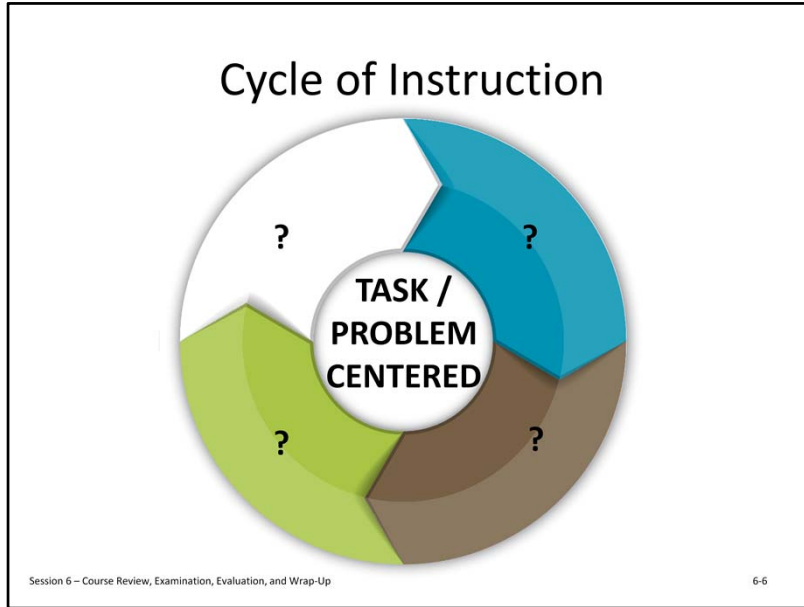 Cycle of Instruction
?
?
TASK /
PROBLEM
CENTERED
?
?
Session 6 – Course Review, Examination, Evaluation, and Wrap-Up
6-6